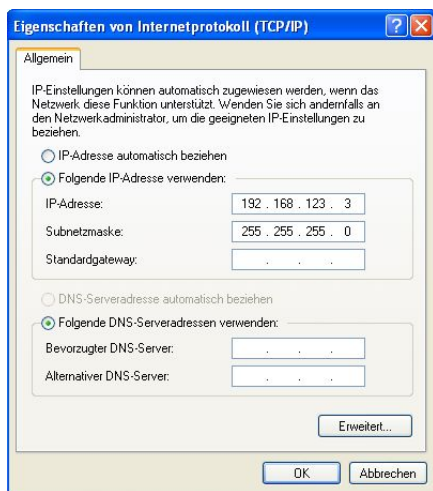 Eigenschaften von Internetprotokoll (TCP/IP)
Allgemein
IP-Einstellungen können automatisch zugewiesen werden, wenn das
Netzwerk diese Funktion unterstützt. Wenden Sie sich andernfalls an
den Netzwerkadministrator, um die geeigneten IP-Einstellungen zu
beziehen.
IP-Adresse automatisch beziehen
Folgende IP-Adresse verwenden:
IP-Adresse: 192 . 168 . 123 . 3
Subnetzmaske: 255 . 255 . 255 . 0
Standardgateway: . . .
DNS-Serveradresse automatisch beziehen
Folgende DNS-Serveradressen verwenden:
Bevorzugter DNS-Server: . . .
Alternativer DNS-Server: . . .
Erweitert...
OK Abbrechen